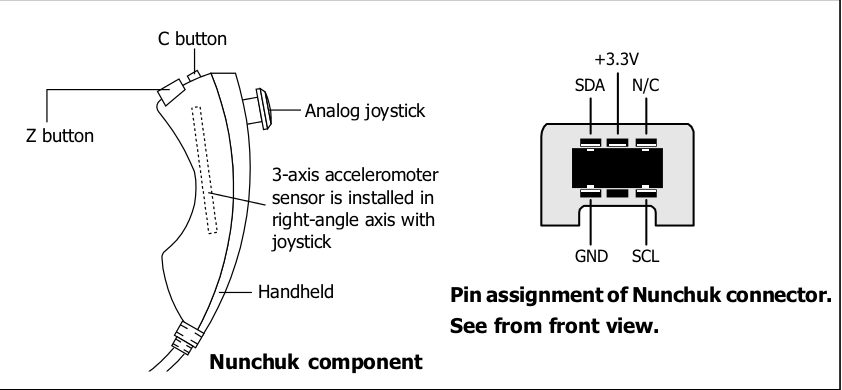 C button
Z button
Analog joystick
3-axis acceleromoter
sensor is installed in
right-angle axis with
joystick
Handheld
Nunchuk component
+3.3V
SDA
N/C
GND
SCL
Pin assignment of Nunchuk connector.
See from front view.